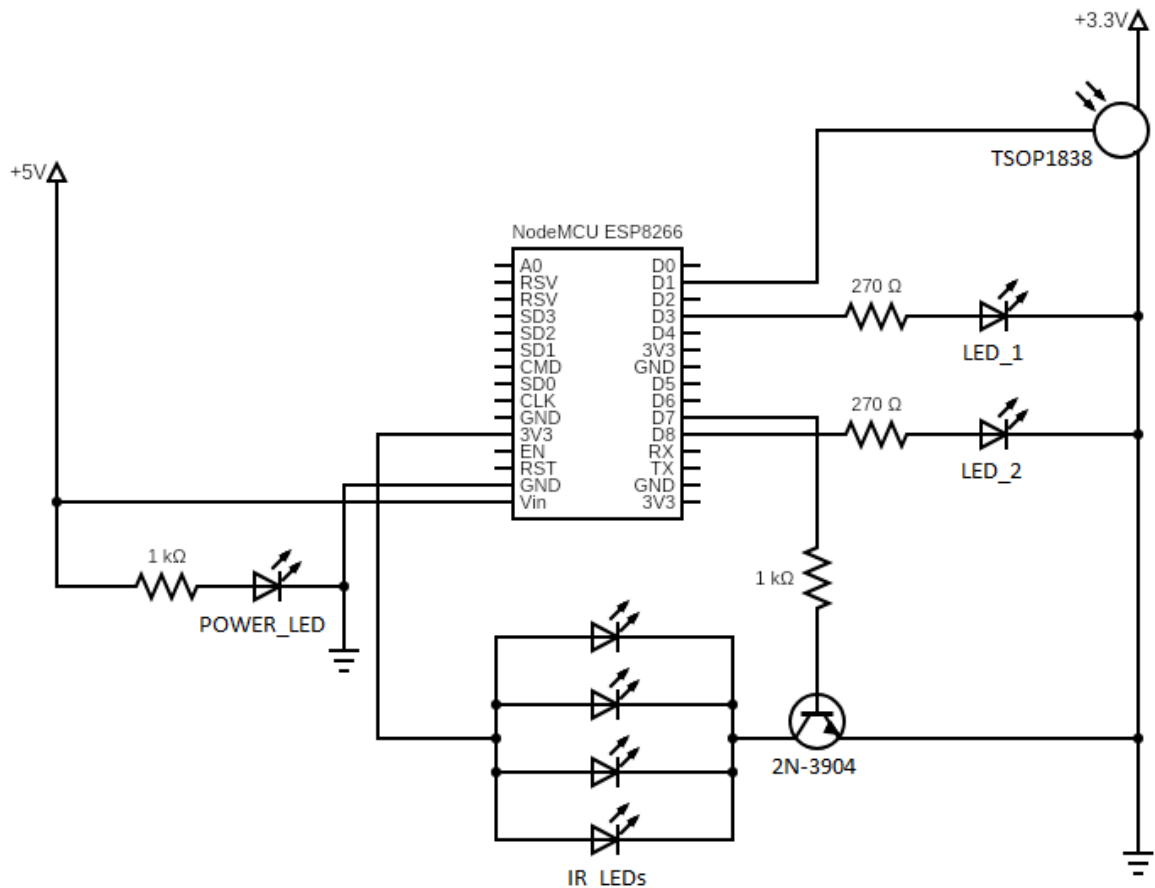 +3.3V
TSOP1838
+5V
NodeMCU ESP8266
A0 D0
RSV D1
RSV D2
SD3 D3
SD2 D4
SD1 3V3
CMD GND
SD0 D5
CLK D6
GND D7
3V3 D8
EN RX
RST TX
GND GND
Vin 3V3
270 Ω
LED_1
270 Ω
LED_2
1 kΩ
POWER_LED
1 kΩ
2N-3904
IR_LEDs